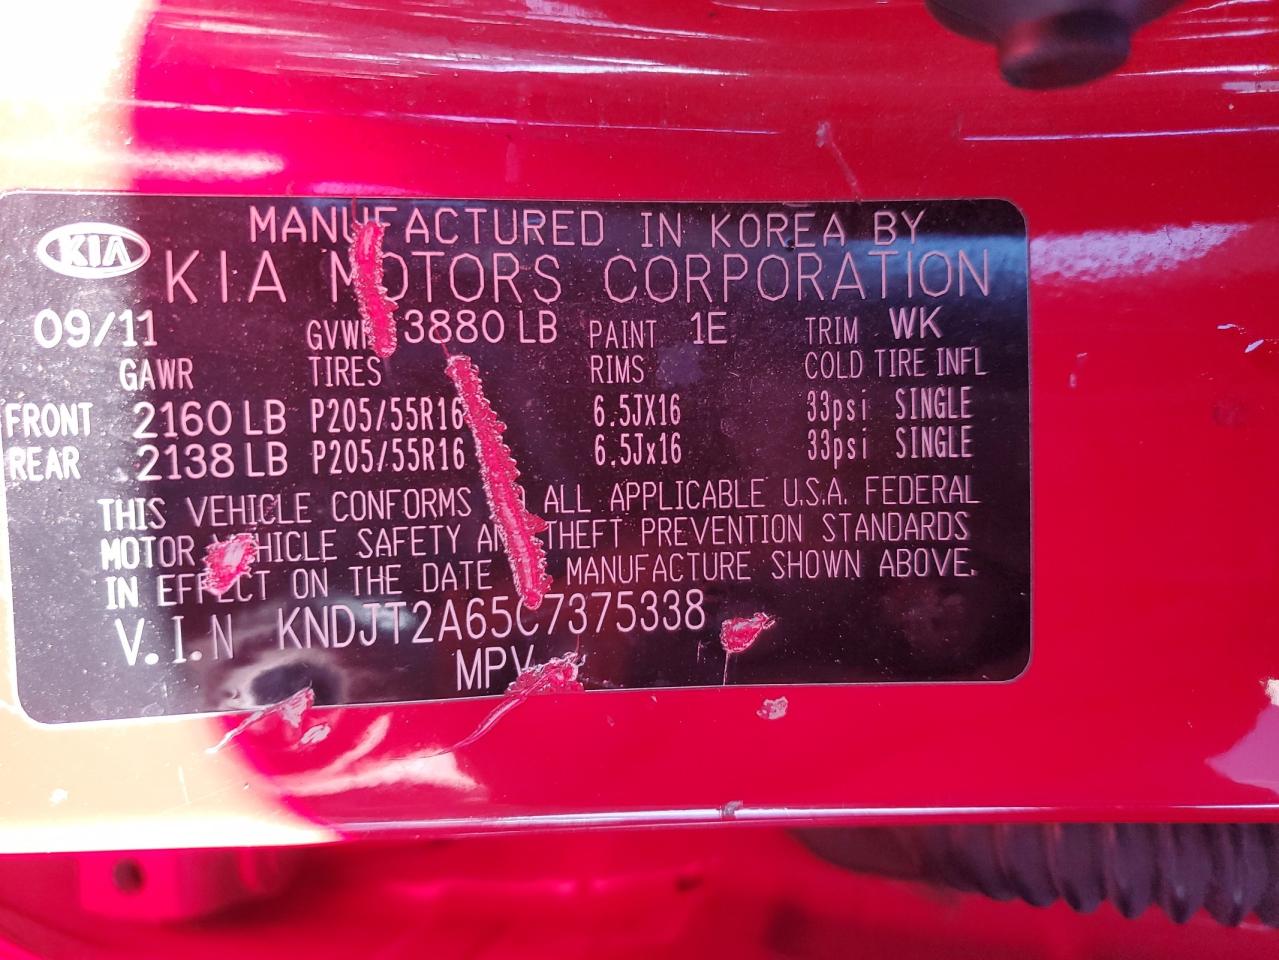 MANUFACTURED IN KOREA BY
KIA KIA MOTORS CORPORATION
09/11 GVWR 3880 LB PAINT 1E TRIM WK
GAWR TIRES RIMS COLD TIRE INFL
FRONT 2160 LB P205/55R16 6.5JX16 33psi SINGLE
REAR 2138 LB P205/55R16 6.5Jx16 33psi SINGLE
THIS VEHICLE CONFORMS TO ALL APPLICABLE U.S.A. FEDERAL
MOTOR VEHICLE SAFETY AND THEFT PREVENTION STANDARDS
IN EFFECT ON THE DATE MANUFACTURE SHOWN ABOVE.
V.I.N KNDJT2A65C7375338
MPV